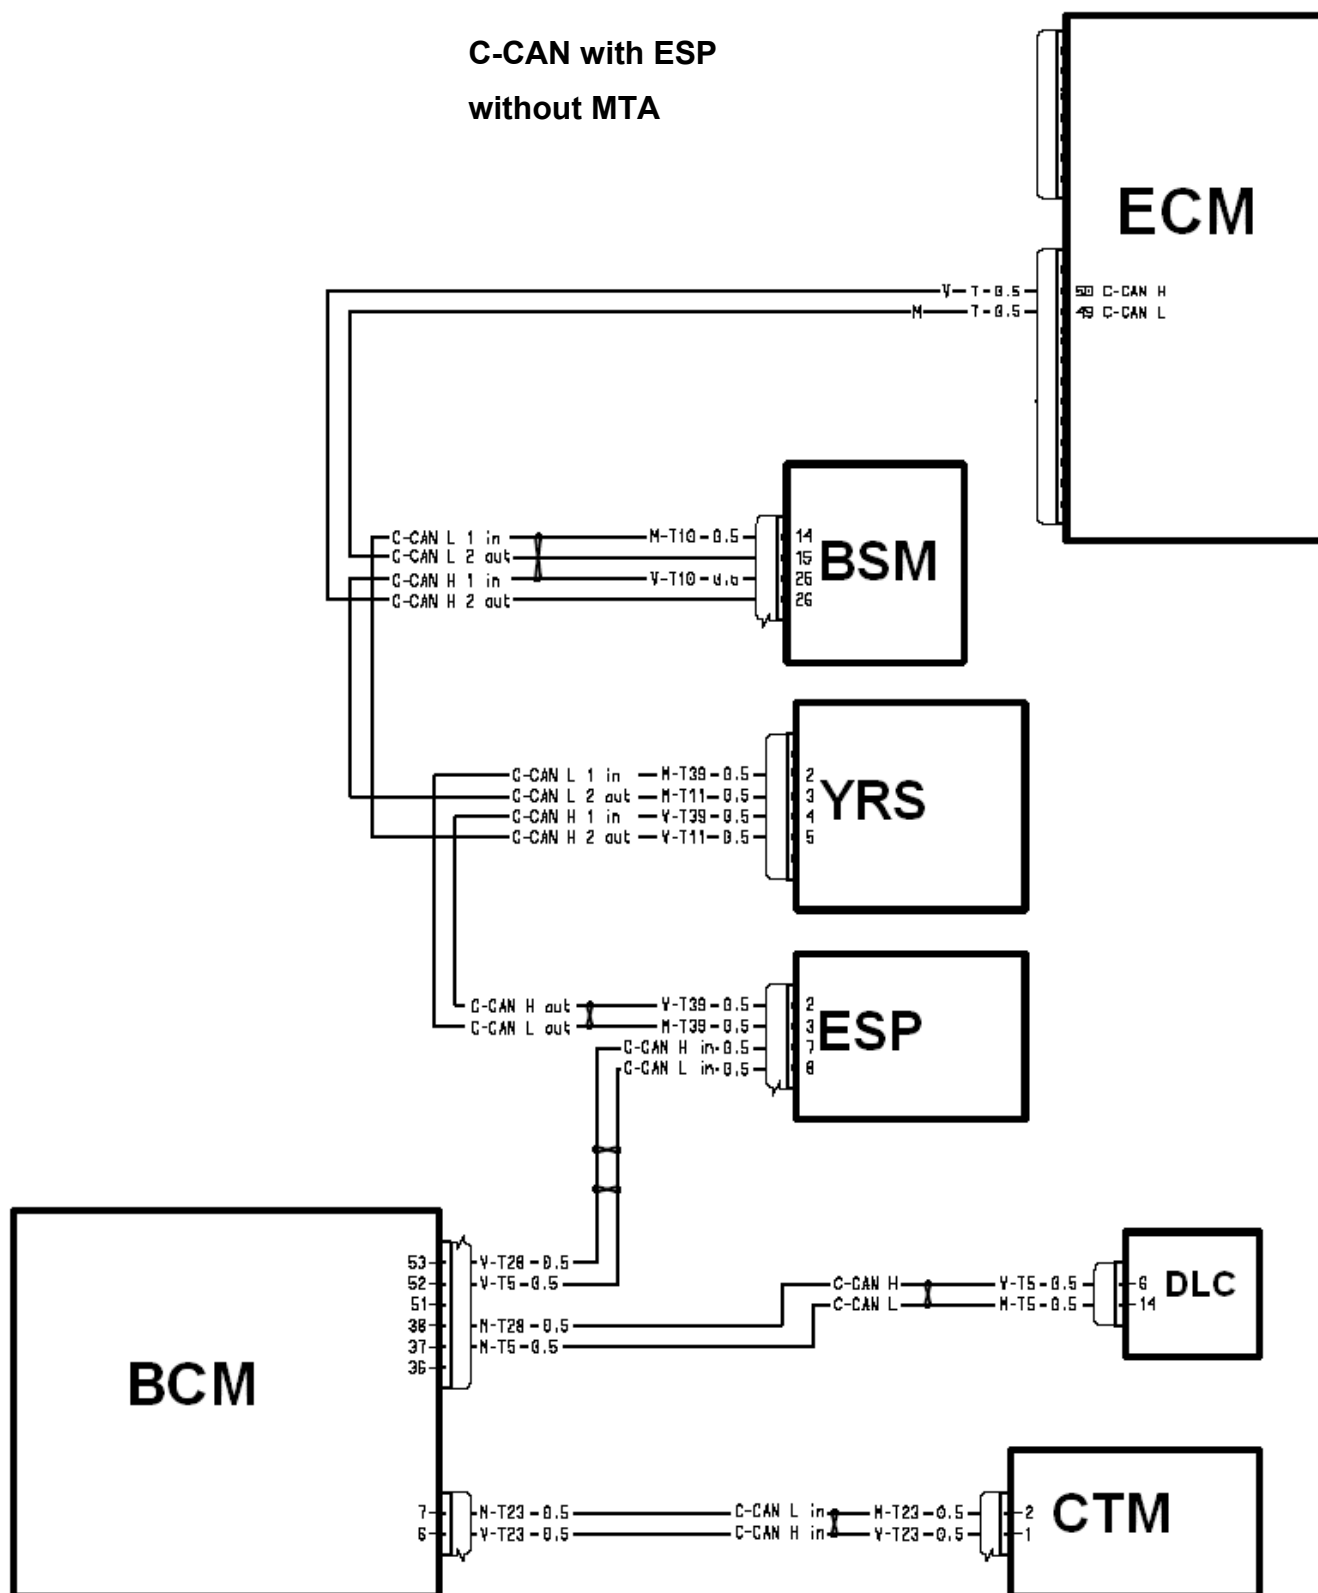 C-CAN with ESP
without MTA
ECM
V T-0.5 50 C-CAN H
M T-0.5 49 C-CAN L
BSM
C-CAN L 1 in M-T10-0.5 14
C-CAN L 2 out 15
C-CAN H 1 in V-T10-0.5 25
C-CAN H 2 out 26
YRS
C-CAN L 1 in M-T39-0.5 2
C-CAN L 2 out M-T11-0.5 3
C-CAN H 1 in V-T39-0.5 4
C-CAN H 2 out V-T11-0.5 5
ESP
C-CAN H out V-T39-0.5 2
C-CAN L out M-T39-0.5 3
C-CAN H in-0.5 7
C-CAN L in-0.5 8
BCM
53 V-T28-0.5
52 V-T5-0.5
51
38 M-T28-0.5
37 M-T5-0.5
36
C-CAN H V-T5-0.5 6
C-CAN L M-T5-0.5 14
DLC
7 M-T23-0.5 C-CAN L in M-T23-0.5 2
6 V-T23-0.5 C-CAN H in V-T23-0.5 1
CTM